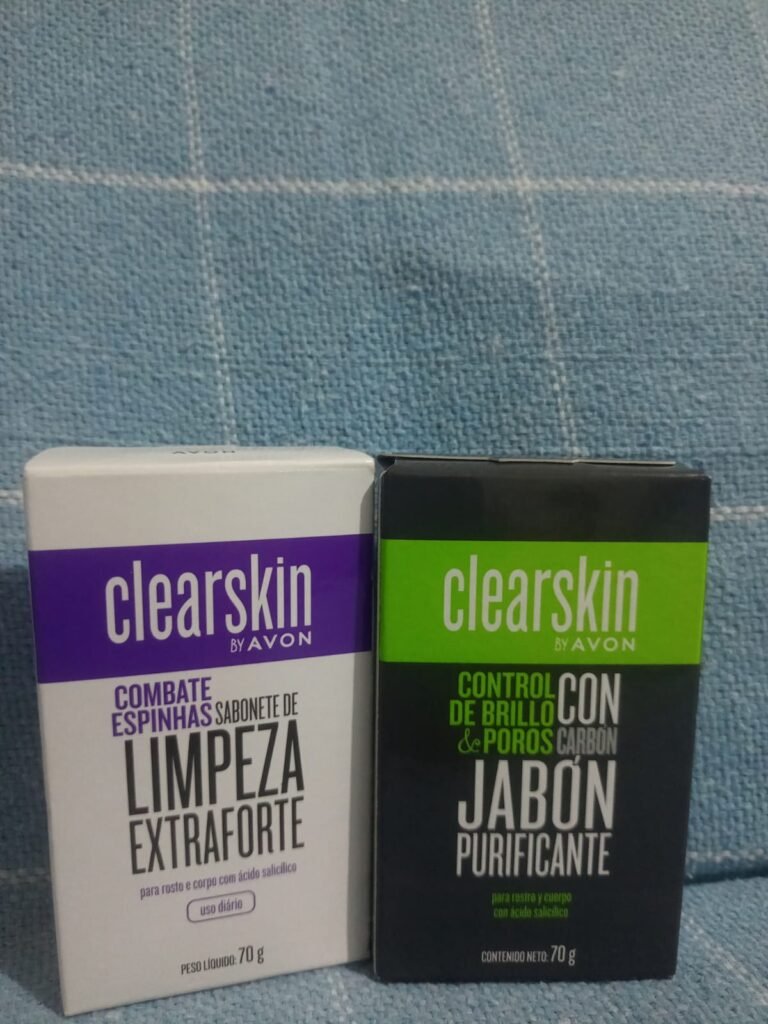 AVON
clearskin
BY AVON
COMBATE
ESPINHAS SABONETE DE
LIMPEZA
EXTRAFORTE
para rosto e corpo com ácido salicílico
uso diário
PESO LÍQUIDO: 70 g
clearskin
BY AVON
CONTROL
DE BRILLO
& POROS
CON
CARBÓN
JABÓN
PURIFICANTE
para rostro y cuerpo
con ácido salicílico
CONTENIDO NETO: 70 g